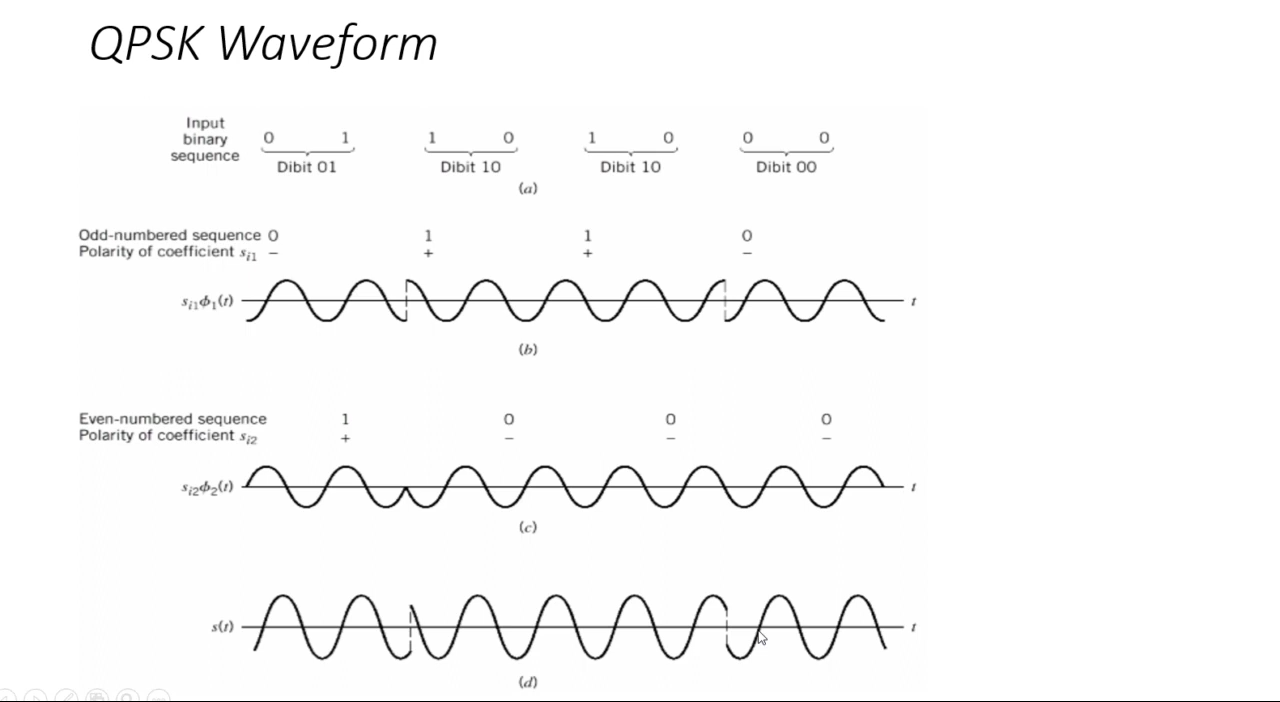 QPSK Waveform
Input
binary
sequence
0 1 1 0 1 0 0 0
Dibit 01 Dibit 10 Dibit 10 Dibit 00
(a)
Odd-numbered sequence 0 1 1 0
Polarity of coefficient si1 − + + −
si1ϕ1(t) t
(b)
Even-numbered sequence 1 0 0 0
Polarity of coefficient si2 + − − −
si2ϕ2(t) t
(c)
s(t) t
(d)